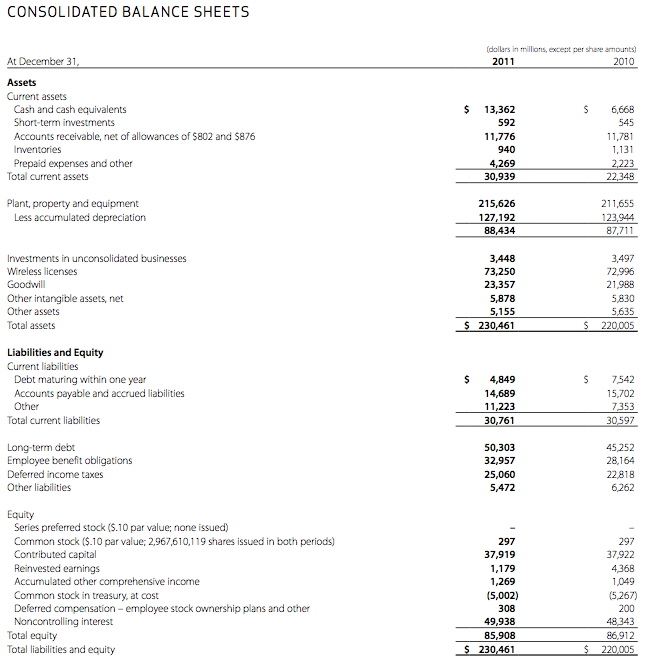 CONSOLIDATED BALANCE SHEETS
(dollars in millions, except per share amounts)
At December 31, 2011 2010
Assets
Current assets
Cash and cash equivalents $ 13,362 $ 6,668
Short-term investments 592 545
Accounts receivable, net of allowances of $802 and $876 11,776 11,781
Inventories 940 1,131
Prepaid expenses and other 4,269 2,223
Total current assets 30,939 22,348
Plant, property and equipment 215,626 211,655
Less accumulated depreciation 127,192 123,944
88,434 87,711
Investments in unconsolidated businesses 3,448 3,497
Wireless licenses 73,250 72,996
Goodwill 23,357 21,988
Other intangible assets, net 5,878 5,830
Other assets 5,155 5,635
Total assets $ 230,461 $ 220,005
Liabilities and Equity
Current liabilities
Debt maturing within one year $ 4,849 $ 7,542
Accounts payable and accrued liabilities 14,689 15,702
Other 11,223 7,353
Total current liabilities 30,761 30,597
Long-term debt 50,303 45,252
Employee benefit obligations 32,957 28,164
Deferred income taxes 25,060 22,818
Other liabilities 5,472 6,262
Equity
Series preferred stock ($.10 par value; none issued) – –
Common stock ($.10 par value; 2,967,610,119 shares issued in both periods) 297 297
Contributed capital 37,919 37,922
Reinvested earnings 1,179 4,368
Accumulated other comprehensive income 1,269 1,049
Common stock in treasury, at cost (5,002) (5,267)
Deferred compensation – employee stock ownership plans and other 308 200
Noncontrolling interest 49,938 48,343
Total equity 85,908 86,912
Total liabilities and equity $ 230,461 $ 220,005